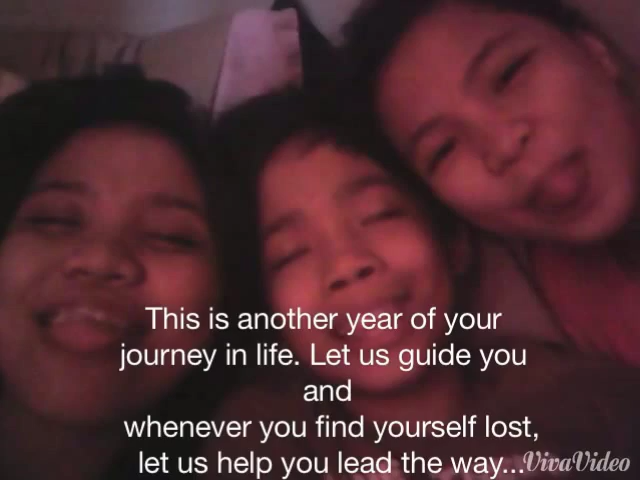 This is another year of your
journey in life. Let us guide you
and
whenever you find yourself lost,
let us help you lead the way...
VivaVideo